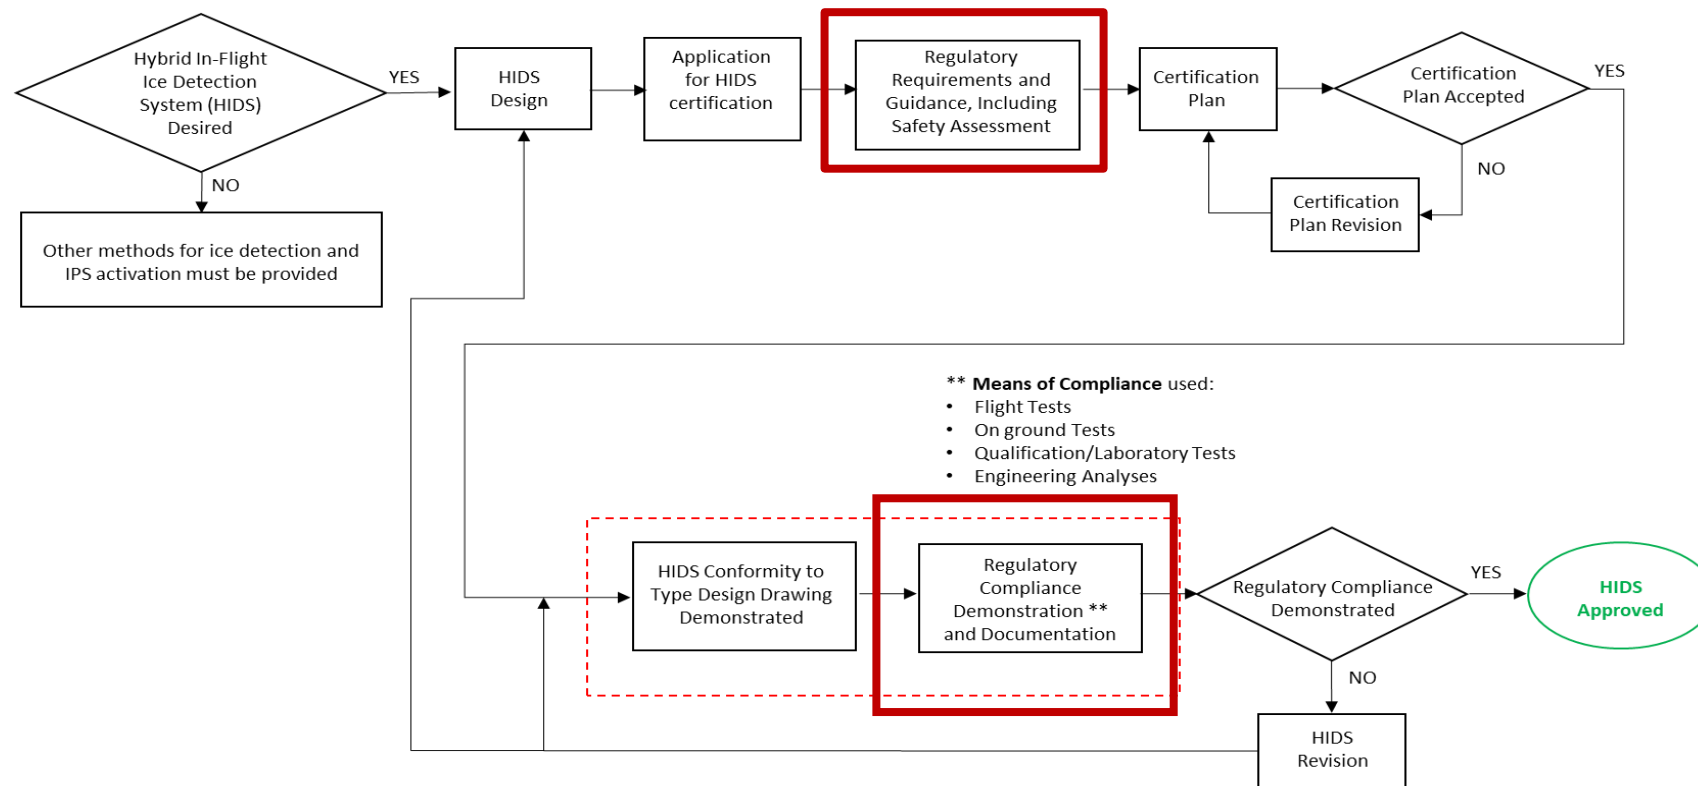 Hybrid In-Flight
Ice Detection
System (HIDS)
Desired
YES
HIDS
Design
Application
for HIDS
certification
Regulatory
Requirements and
Guidance, Including
Safety Assessment
Certification
Plan
Certification
Plan Accepted
YES
NO
NO
Certification
Plan Revision
Other methods for ice detection and
IPS activation must be provided
** Means of Compliance used:
• Flight Tests
• On ground Tests
• Qualification/Laboratory Tests
• Engineering Analyses
HIDS Conformity to
Type Design Drawing
Demonstrated
Regulatory
Compliance
Demonstration **
and Documentation
Regulatory Compliance
Demonstrated
YES
HIDS
Approved
NO
HIDS
Revision